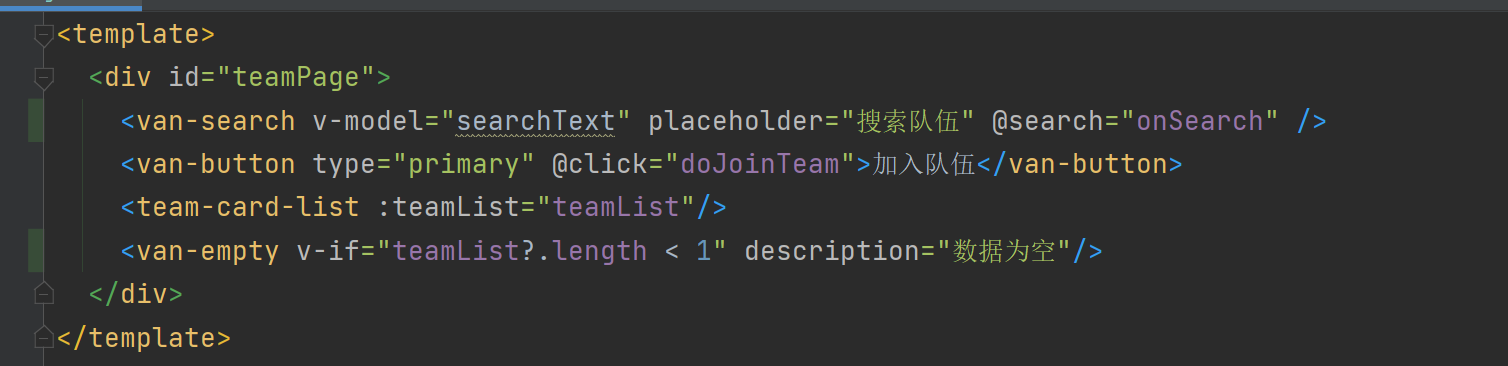 <template>
<div id="teamPage">
<van-search v-model="searchText" placeholder="搜索队伍" @search="onSearch" />
<van-button type="primary" @click="doJoinTeam">加入队伍</van-button>
<team-card-list :teamList="teamList"/>
<van-empty v-if="teamList?.length < 1" description="数据为空"/>
</div>
</template>